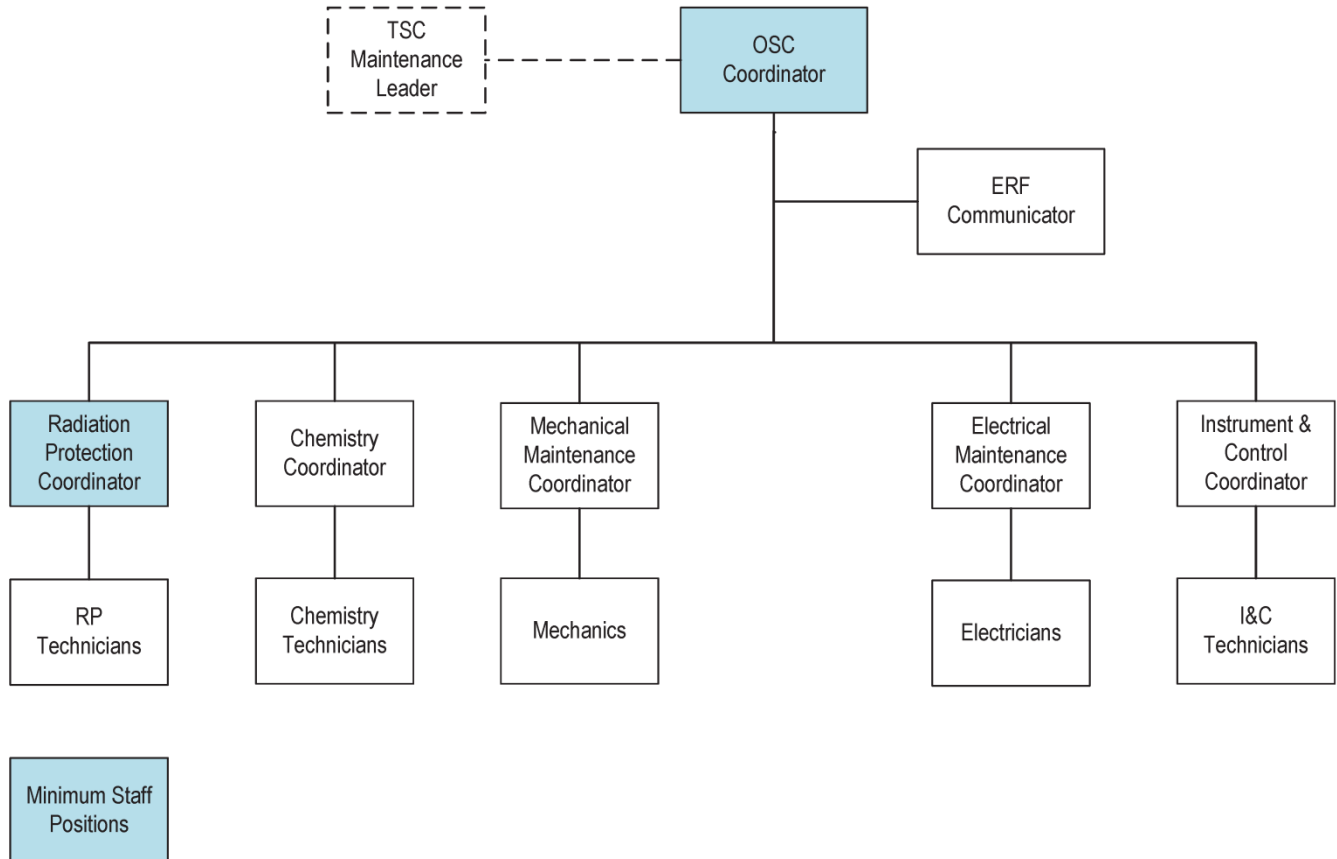 TSC
Maintenance
Leader
OSC
Coordinator
ERF
Communicator
Radiation
Protection
Coordinator
Chemistry
Coordinator
Mechanical
Maintenance
Coordinator
Electrical
Maintenance
Coordinator
Instrument &
Control
Coordinator
RP
Technicians
Chemistry
Technicians
Mechanics
Electricians
I&C
Technicians
Minimum Staff
Positions